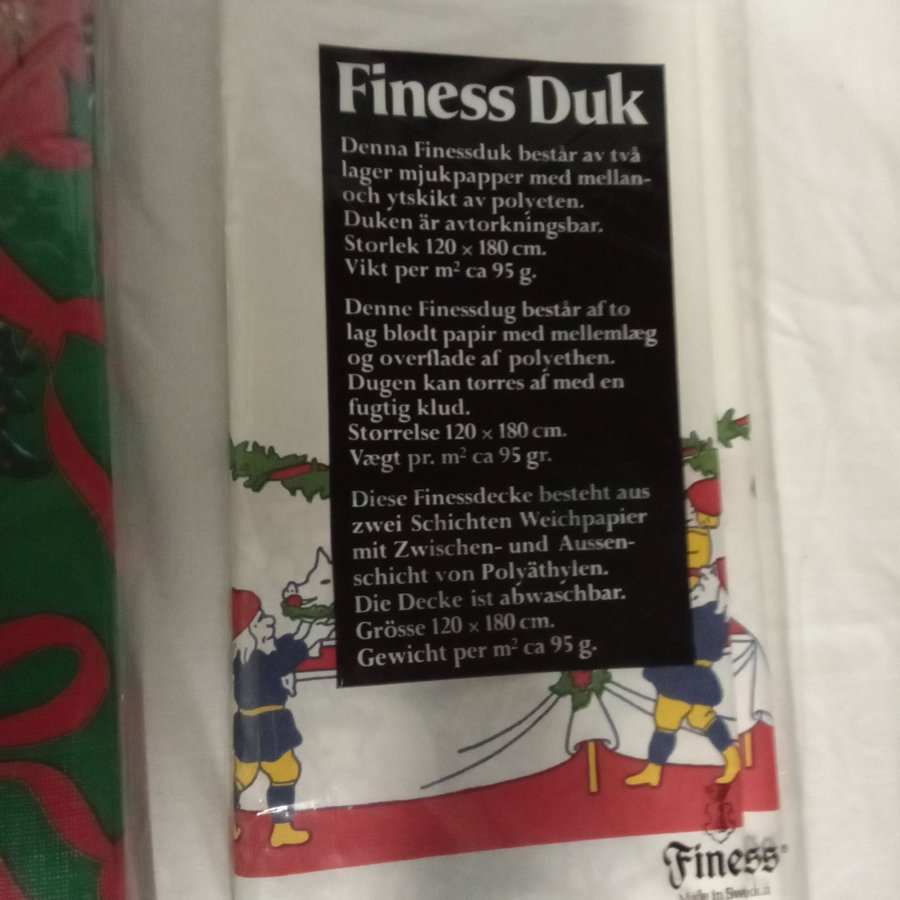 Finess Duk
Denna Finessduk består av två
lager mjukpapper med mellan-
och ytskikt av polyeten.
Duken är avtorkningsbar.
Storlek 120 × 180 cm.
Vikt per m² ca 95 g.
Denne Finessdug består af to
lag blødt papir med mellemlæg
og overflade af polyethen.
Dugen kan tørres af med en
fugtig klud.
Størrelse 120 × 180 cm.
Vægt pr. m² ca 95 gr.
Diese Finessdecke besteht aus
zwei Schichten Weichpapier
mit Zwischen- und Aussen-
schicht von Polyäthylen.
Die Decke ist abwaschbar.
Grösse 120 × 180 cm.
Gewicht per m² ca 95 g.
Finess®
Made in Sweden